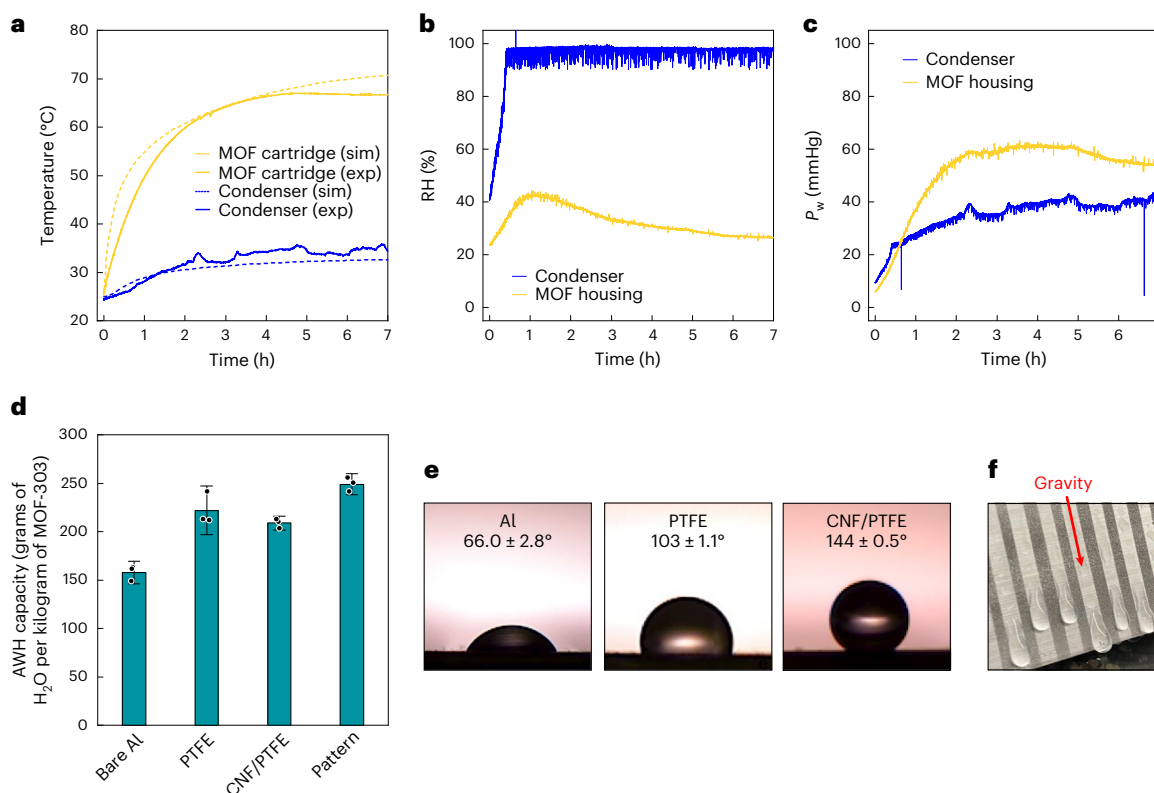 a
Temperature (°C)
80
70
60
50
40
30
20
MOF cartridge (sim)
MOF cartridge (exp)
Condenser (sim)
Condenser (exp)
0 1 2 3 4 5 6 7
Time (h)
b
RH (%)
100
80
60
40
20
0
Condenser
MOF housing
0 1 2 3 4 5 6 7
Time (h)
c
Pw (mmHg)
100
80
60
40
20
0
Condenser
MOF housing
0 1 2 3 4 5 6 7
Time (h)
d
AWH capacity (grams of
H2O per kilogram of MOF-303)
300
250
200
150
100
50
0
Bare Al
PTFE
CNF/PTFE
Pattern
e
Al
66.0 ± 2.8°
PTFE
103 ± 1.1°
CNF/PTFE
144 ± 0.5°
f
Gravity